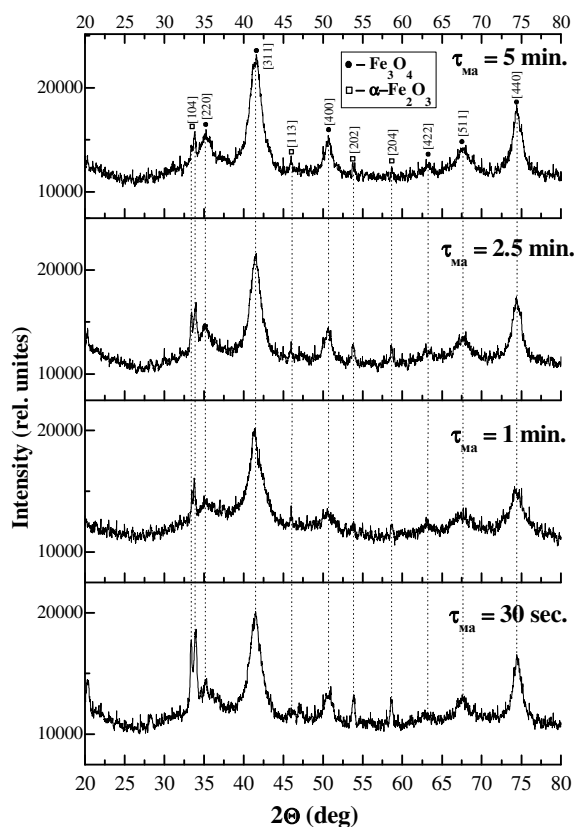 20 25 30 35 40 45 50 55 60 65 70 75 80
25000
20000
15000
10000
[104]
[220]
[311]
[113]
[400]
[202]
[204]
[422]
[511]
[440]
● – Fe₃O₄
□ – α–Fe₂O₃
τма = 5 min.
20000
10000
τма = 2.5 min.
20000
10000
τма = 1 min.
20000
10000
τма = 30 sec.
Intensity (rel. unites)
20 25 30 35 40 45 50 55 60 65 70 75 80
2Θ (deg)